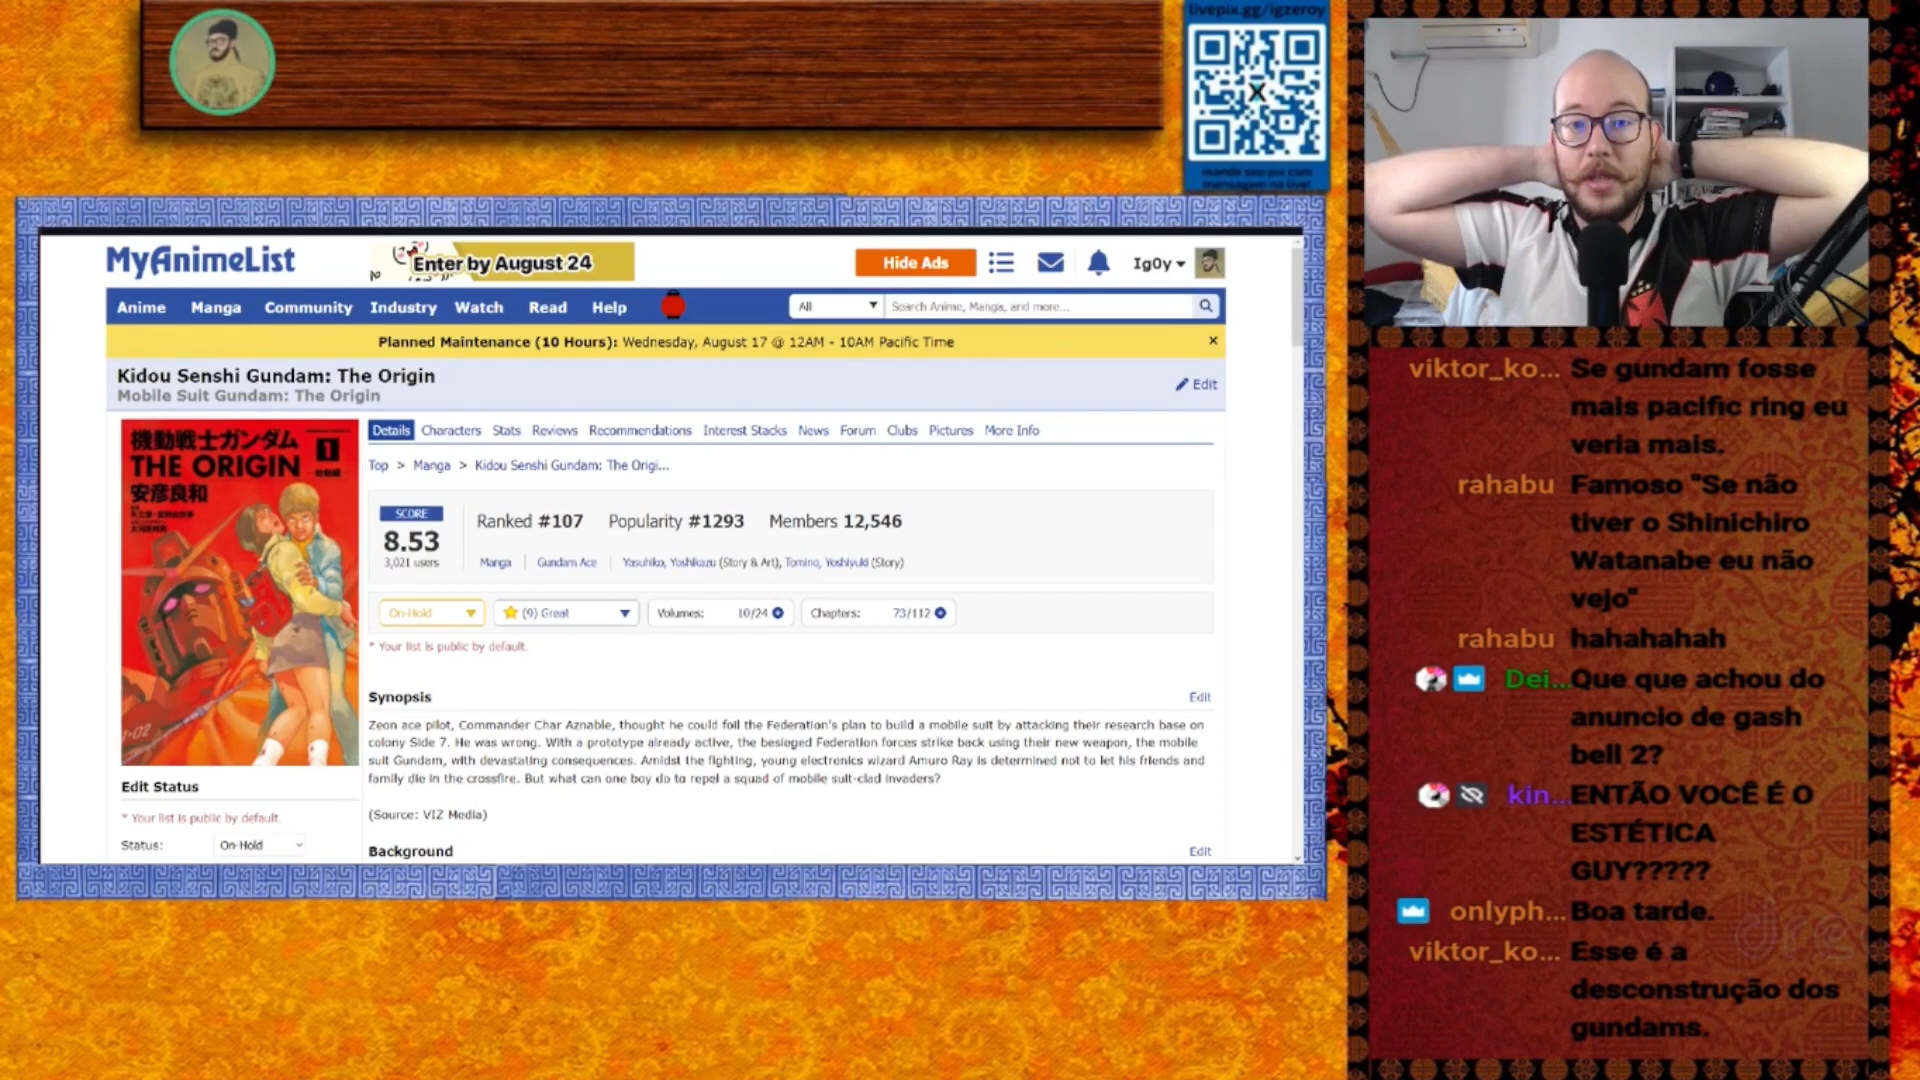 livepix.gg/igzeroy
mande seu pix com
mensagem na live!
MyAnimeList
Enter by August 24
Hide Ads
Ig0y
Anime Manga Community Industry Watch Read Help
All
Search Anime, Manga, and more...
Planned Maintenance (10 Hours): Wednesday, August 17 @ 12AM - 10AM Pacific Time
×
Kidou Senshi Gundam: The Origin
Mobile Suit Gundam: The Origin
Edit
機動戦士ガンダム
THE ORIGIN 1
安彦良和
Details Characters Stats Reviews Recommendations Interest Stacks News Forum Clubs Pictures More Info
Top > Manga > Kidou Senshi Gundam: The Origi...
SCORE
8.53
3,021 users
Ranked #107 Popularity #1293 Members 12,546
Manga Gundam Ace Yasuhiko, Yoshikazu (Story & Art), Tomino, Yoshiyuki (Story)
On-Hold (9) Great Volumes: 10/24 Chapters: 73/112
* Your list is public by default.
Synopsis Edit
Zeon ace pilot, Commander Char Aznable, thought he could foil the Federation's plan to build a mobile suit by attacking their research base on
colony Side 7. He was wrong. With a prototype already active, the besieged Federation forces strike back using their new weapon, the mobile
suit Gundam, with devastating consequences. Amidst the fighting, young electronics wizard Amuro Ray is determined not to let his friends and
family die in the crossfire. But what can one boy do to repel a squad of mobile suit-clad invaders?
(Source: VIZ Media)
Background Edit
Edit Status
* Your list is public by default.
Status: On-Hold
viktor_ko... Se gundam fosse
mais pacific ring eu
veria mais.
rahabu Famoso "Se não
tiver o Shinichiro
Watanabe eu não
vejo"
rahabu hahahahah
Dei... Que que achou do
anuncio de gash
bell 2?
kin... ENTÃO VOCÊ É O
ESTÉTICA
GUY?????
onlyph... Boa tarde.
viktor_ko... Esse é a
desconstrução dos
gundams.